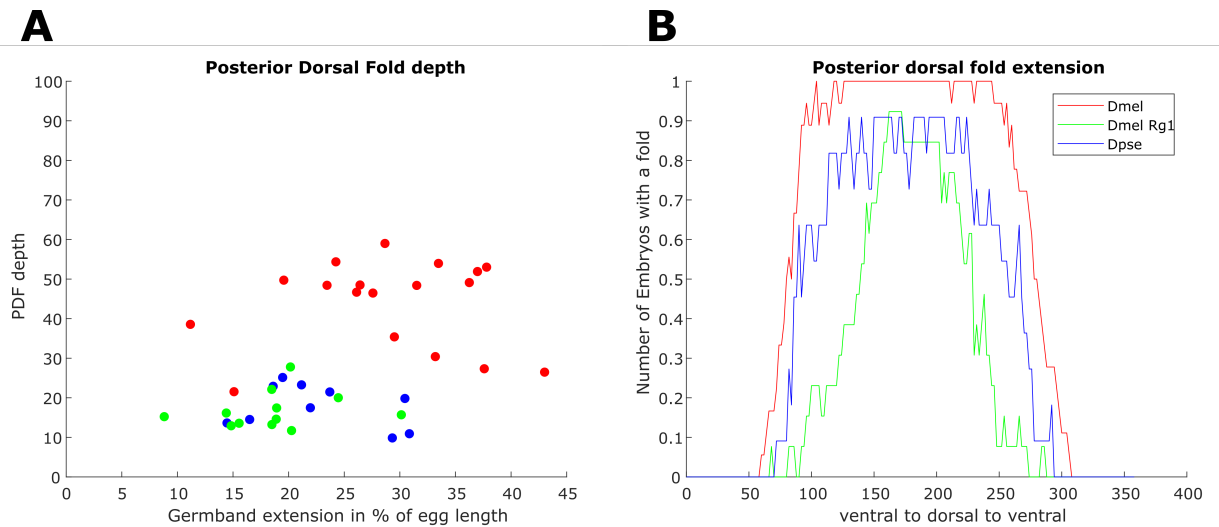 A
B
Posterior Dorsal Fold depth
100
90
80
70
60
50
40
30
20
10
0
PDF depth
0 5 10 15 20 25 30 35 40 45
Germband extension in % of egg length
Posterior dorsal fold extension
1
0.9
0.8
0.7
0.6
0.5
0.4
0.3
0.2
0.1
0
Number of Embryos with a fold
Dmel
Dmel Rg1
Dpse
0 50 100 150 200 250 300 350 400
ventral to dorsal to ventral